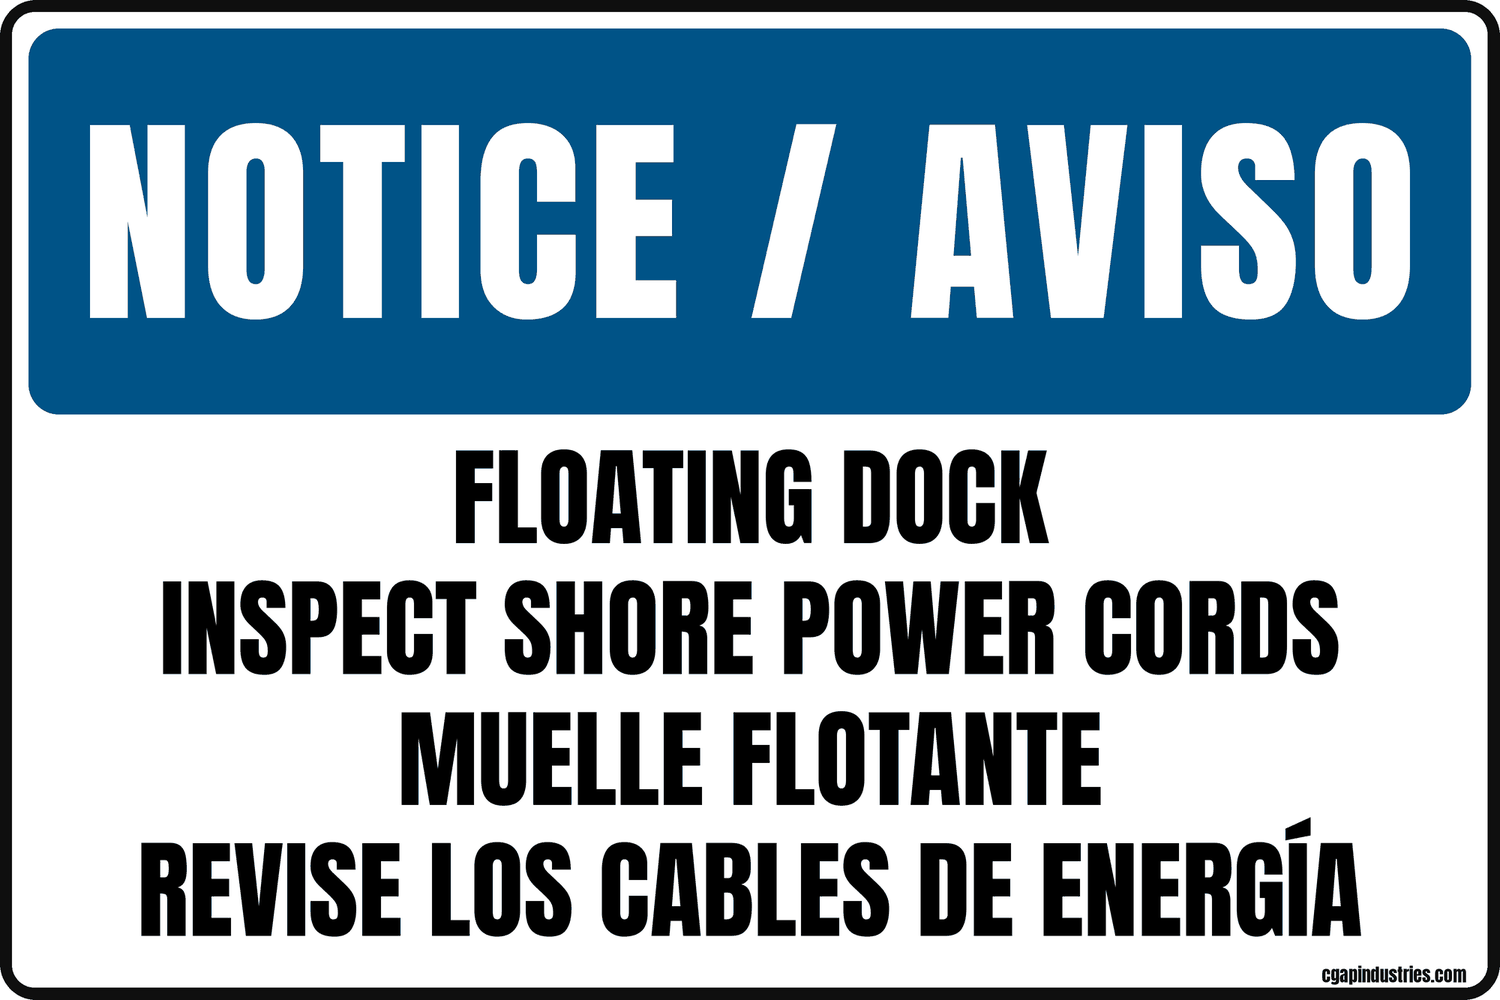 NOTICE / AVISO
FLOATING DOCK
INSPECT SHORE POWER CORDS
MUELLE FLOTANTE
REVISE LOS CABLES DE ENERGÍA
cgapindustries.com